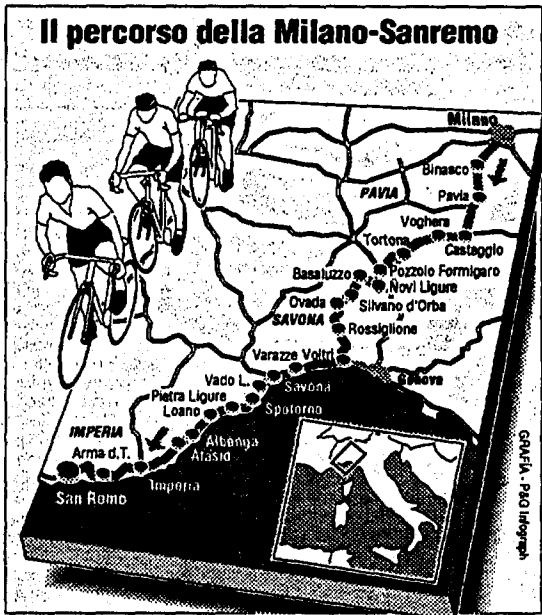 Il percorso della Milano-Sanremo
Milano
Binasco
PAVIA
Pavia
Voghera
Tortona
Casteggio
Basaluzzo
Pozzolo Formigaro
Novi Ligure
Ovada
Silvano d'Orba
SAVONA
Rossiglione
Varazze Voltri
Genova
Vado L.
Savona
Pietra Ligure
Spotorno
Loano
IMPERIA
Albenga
Arma d.T.
Alassio
Imperia
San Remo
GRAFIA - P&G Infograph